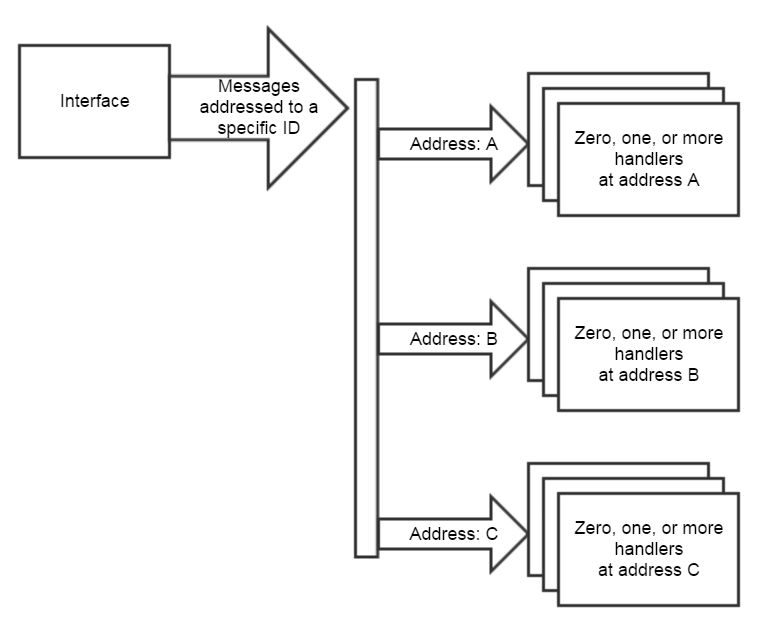 Interface
Messages
addressed to a
specific ID
Address: A
Zero, one, or more
handlers
at address A
Address: B
Zero, one, or more
handlers
at address B
Address: C
Zero, one, or more
handlers
at address C